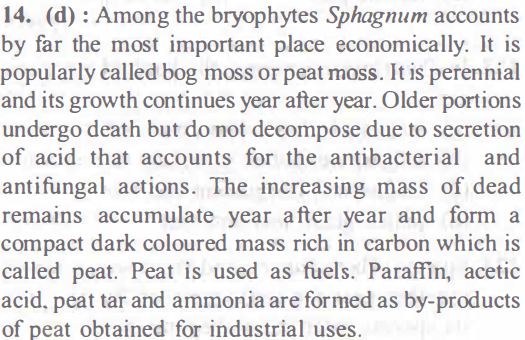 14. (d) : Among the bryophytes Sphagnum accounts
by far the most important place economically. It is
popularly called bog moss or peat moss. It is perennial
and its growth continues year after year. Older portions
undergo death but do not decompose due to secretion
of acid that accounts for the antibacterial and
antifungal actions. The increasing mass of dead
remains accumulate year after year and form a
compact dark coloured mass rich in carbon which is
called peat. Peat is used as fuels. Paraffin, acetic
acid, peat tar and ammonia are formed as by-products
of peat obtained for industrial uses.